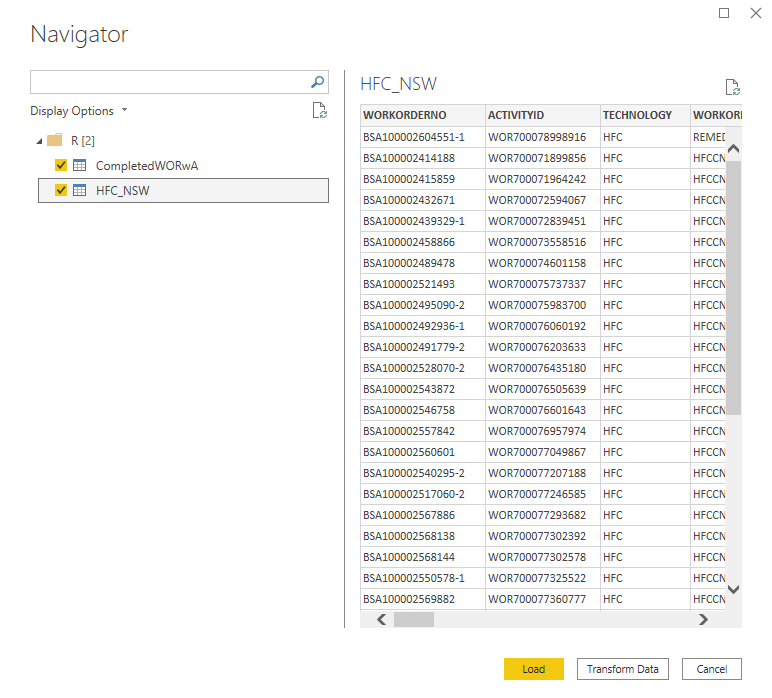 Navigator
Display Options
R [2]
CompletedWORwA
HFC_NSW
HFC_NSW
WORKORDERNO ACTIVITYID TECHNOLOGY WORKOR
BSA100002604551-1 WOR700078998916 HFC REMED
BSA100002414188 WOR700071899856 HFC HFCCN
BSA100002415859 WOR700071964242 HFC HFCCN
BSA100002432671 WOR700072594067 HFC HFCCN
BSA100002439329-1 WOR700072839451 HFC HFCCN
BSA100002458866 WOR700073558516 HFC HFCCN
BSA100002489478 WOR700074601158 HFC HFCCN
BSA100002521493 WOR700075737337 HFC HFCCN
BSA100002495090-2 WOR700075983700 HFC HFCCN
BSA100002492936-1 WOR700076060192 HFC HFCCN
BSA100002491779-2 WOR700076203633 HFC HFCCN
BSA100002528070-2 WOR700076435180 HFC HFCCN
BSA100002543872 WOR700076505639 HFC HFCCN
BSA100002546758 WOR700076601643 HFC HFCCN
BSA100002557842 WOR700076957974 HFC HFCCN
BSA100002560601 WOR700077049867 HFC HFCCN
BSA100002540295-2 WOR700077207188 HFC HFCCN
BSA100002517060-2 WOR700077246585 HFC HFCCN
BSA100002567886 WOR700077293682 HFC HFCCN
BSA100002568138 WOR700077302392 HFC HFCCN
BSA100002568144 WOR700077302578 HFC HFCCN
BSA100002550578-1 WOR700077325522 HFC HFCCN
BSA100002569882 WOR700077360777 HFC HFCCN
Load Transform Data Cancel